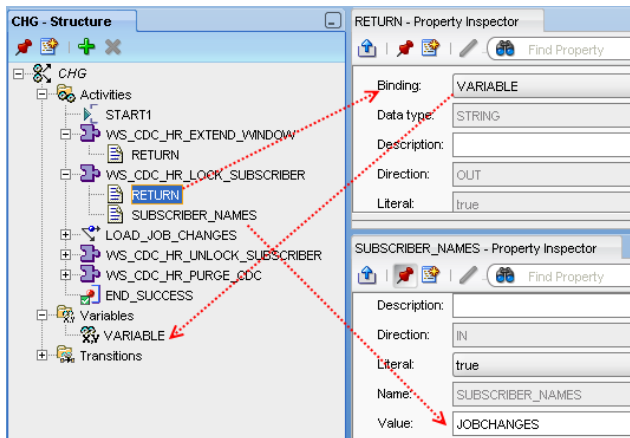 CHG - Structure
CHG
Activities
START1
WS_CDC_HR_EXTEND_WINDOW
RETURN
WS_CDC_HR_LOCK_SUBSCRIBER
RETURN
SUBSCRIBER_NAMES
LOAD_JOB_CHANGES
WS_CDC_HR_UNLOCK_SUBSCRIBER
WS_CDC_HR_PURGE_CDC
END_SUCCESS
Variables
VARIABLE
Transitions
RETURN - Property Inspector
Find Property
Binding: VARIABLE
Data type: STRING
Description:
Direction: OUT
Literal: true
SUBSCRIBER_NAMES - Property Inspector
Find Property
Description:
Direction: IN
Literal: true
Name: SUBSCRIBER_NAMES
Value: JOBCHANGES